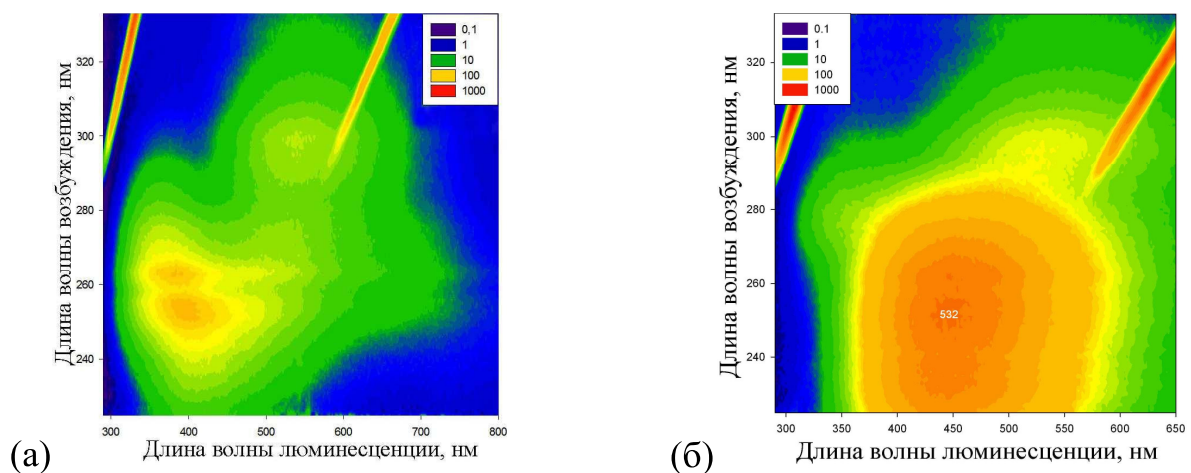 0,1
1
10
100
1000
320
300
280
260
240
300 400 500 600 700 800
Длина волны возбуждения, нм
Длина волны люминесценции, нм
(а)
0,1
1
10
100
1000
320
300
280
260
240
532
300 350 400 450 500 550 600 650
Длина волны возбуждения, нм
Длина волны люминесценции, нм
(б)